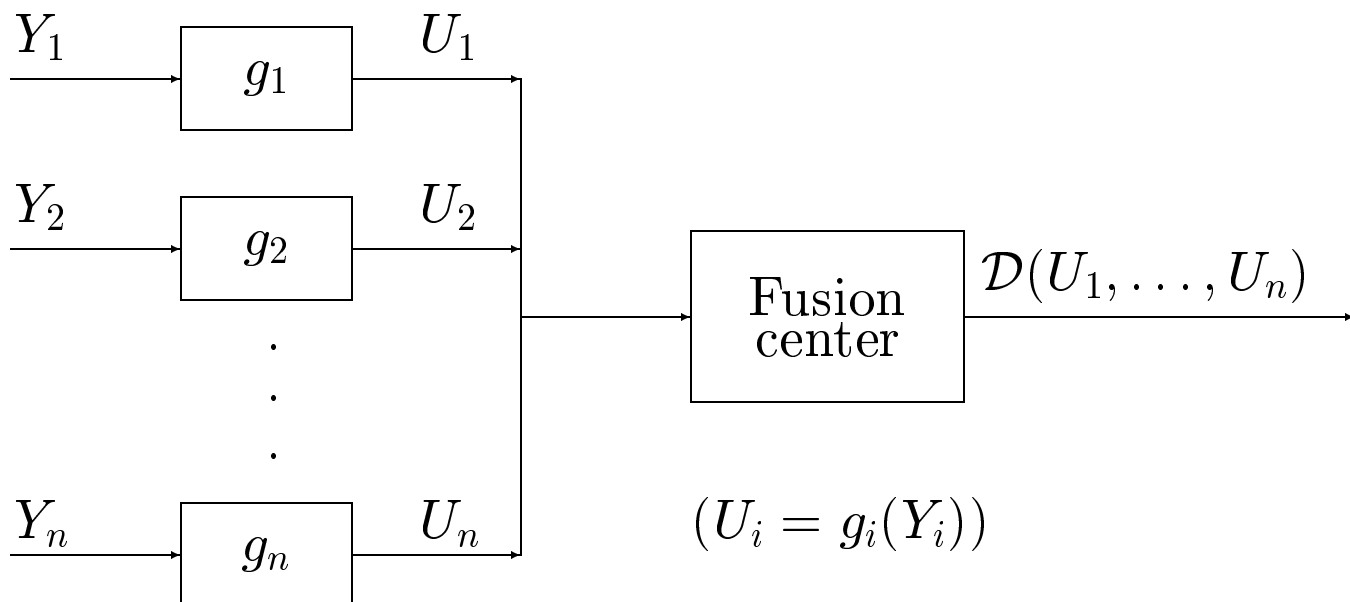 Y_1
g_1
U_1
Y_2
g_2
U_2
Fusion
center
𝒟(U_1, . . . , U_n)
.
.
.
Y_n
g_n
U_n
(U_i = g_i(Y_i))